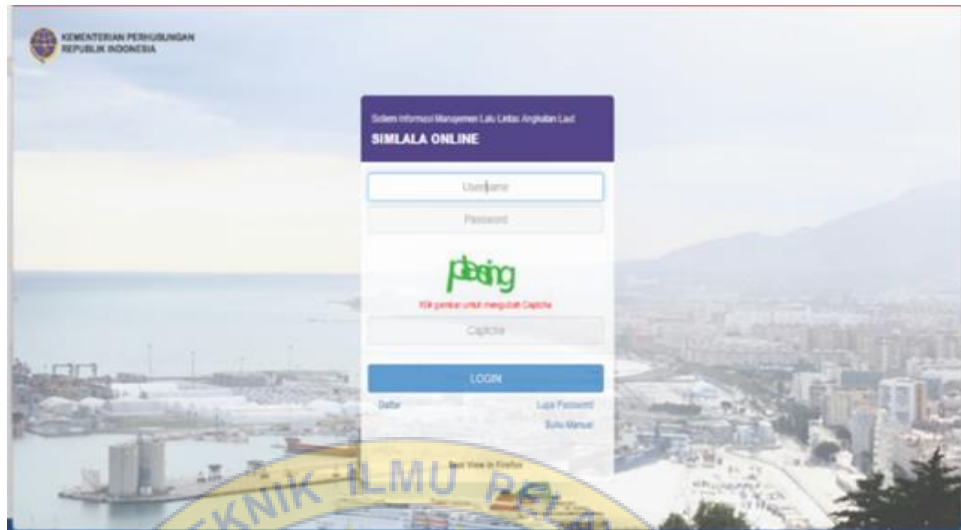 KEMENTERIAN PERHUBUNGAN
REPUBLIK INDONESIA
Sistem Informasi Manajemen Lalu Lintas Angkutan Laut
SIMLALA ONLINE
Username
Password
Klik gambar untuk mengubah Captcha
Captcha
LOGIN
Daftar
Lupa Password
Buku Manual
Best View in Firefox
ILMU